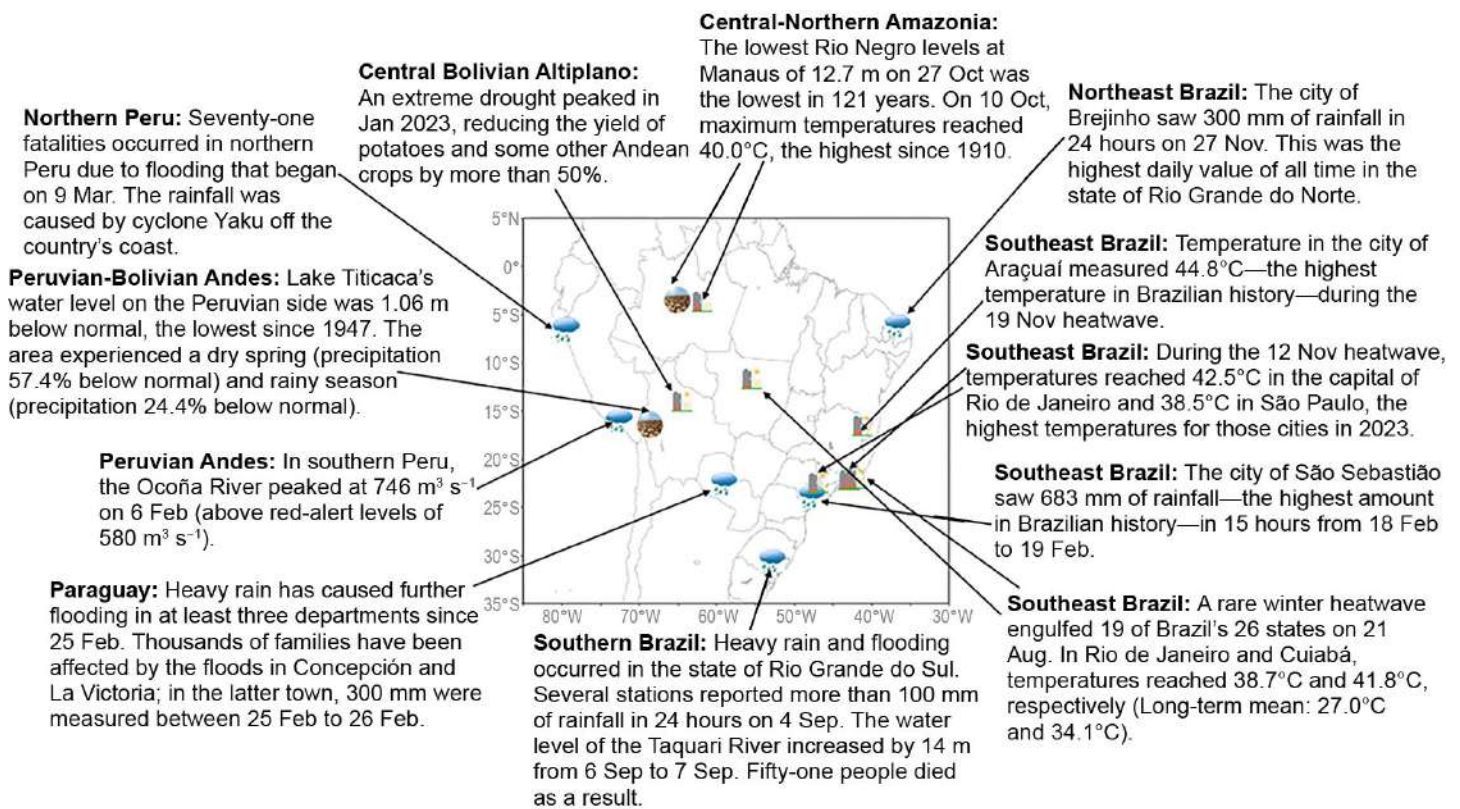 Central-Northern Amazonia:
The lowest Rio Negro levels at
Manaus of 12.7 m on 27 Oct was
the lowest in 121 years. On 10 Oct,
maximum temperatures reached
40.0°C, the highest since 1910.
Central Bolivian Altiplano:
An extreme drought peaked in
Jan 2023, reducing the yield of
potatoes and some other Andean
crops by more than 50%.
Northern Peru: Seventy-one
fatalities occurred in northern
Peru due to flooding that began
on 9 Mar. The rainfall was
caused by cyclone Yaku off the
country's coast.
Peruvian-Bolivian Andes: Lake Titicaca's
water level on the Peruvian side was 1.06 m
below normal, the lowest since 1947. The
area experienced a dry spring (precipitation
57.4% below normal) and rainy season
(precipitation 24.4% below normal).
Peruvian Andes: In southern Peru,
the Ocoña River peaked at 746 m³ s⁻¹
on 6 Feb (above red-alert levels of
580 m³ s⁻¹).
Paraguay: Heavy rain has caused further
flooding in at least three departments since
25 Feb. Thousands of families have been
affected by the floods in Concepción and
La Victoria; in the latter town, 300 mm were
measured between 25 Feb to 26 Feb.
5°N
0°
5°S
10°S
15°S
20°S
25°S
30°S
35°S
80°W 70°W 60°W 50°W 40°W 30°W
Southern Brazil: Heavy rain and flooding
occurred in the state of Rio Grande do Sul.
Several stations reported more than 100 mm
of rainfall in 24 hours on 4 Sep. The water
level of the Taquari River increased by 14 m
from 6 Sep to 7 Sep. Fifty-one people died
as a result.
Northeast Brazil: The city of
Brejinho saw 300 mm of rainfall in
24 hours on 27 Nov. This was the
highest daily value of all time in the
state of Rio Grande do Norte.
Southeast Brazil: Temperature in the city of
Araçuaí measured 44.8°C—the highest
temperature in Brazilian history—during the
19 Nov heatwave.
Southeast Brazil: During the 12 Nov heatwave,
temperatures reached 42.5°C in the capital of
Rio de Janeiro and 38.5°C in São Paulo, the
highest temperatures for those cities in 2023.
Southeast Brazil: The city of São Sebastião
saw 683 mm of rainfall—the highest amount
in Brazilian history—in 15 hours from 18 Feb
to 19 Feb.
Southeast Brazil: A rare winter heatwave
engulfed 19 of Brazil's 26 states on 21
Aug. In Rio de Janeiro and Cuiabá,
temperatures reached 38.7°C and 41.8°C,
respectively (Long-term mean: 27.0°C
and 34.1°C).